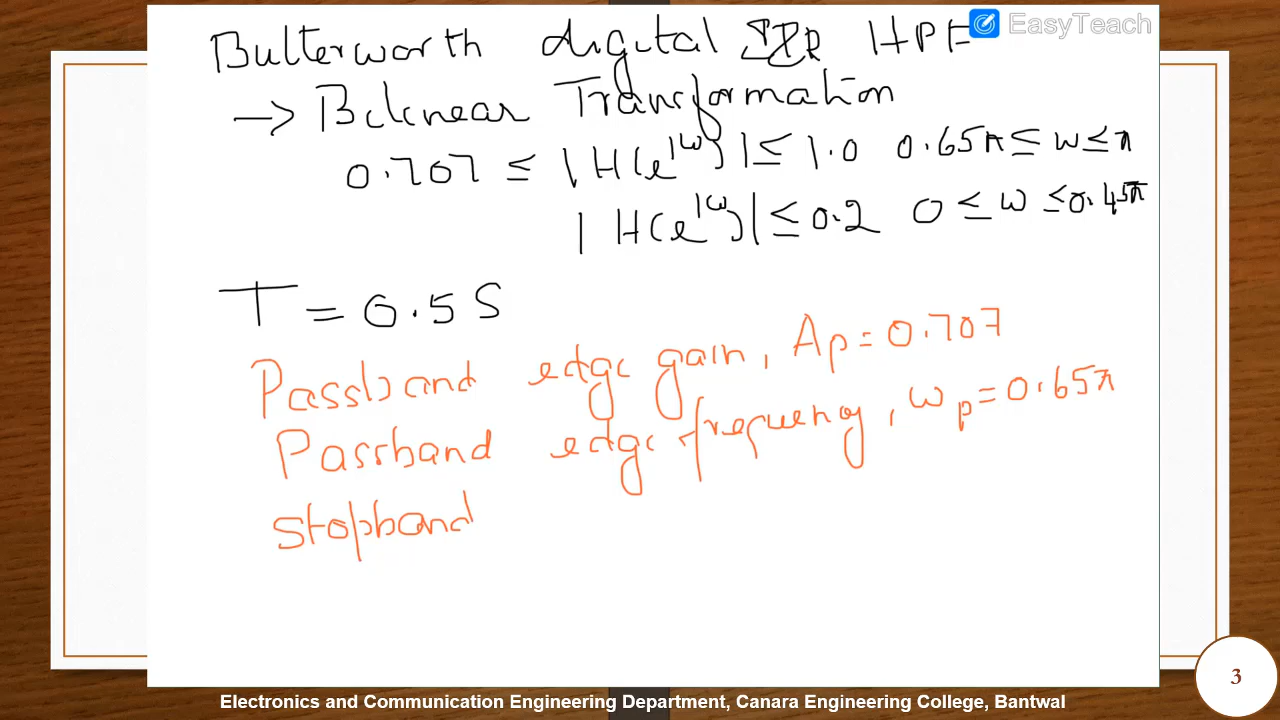 EasyTeach
Butterworth digital IIR HPF
→ Bilinear Transformation
0.707 ≤ |H(e^jω)| ≤ 1.0 0.65π ≤ ω ≤ π
|H(e^jω)| ≤ 0.2 0 ≤ ω ≤ 0.45π
T = 0.5 S
Passband edge gain, Ap = 0.707
Passband edge frequency, ωp = 0.65π
stopband
3
Electronics and Communication Engineering Department, Canara Engineering College, Bantwal